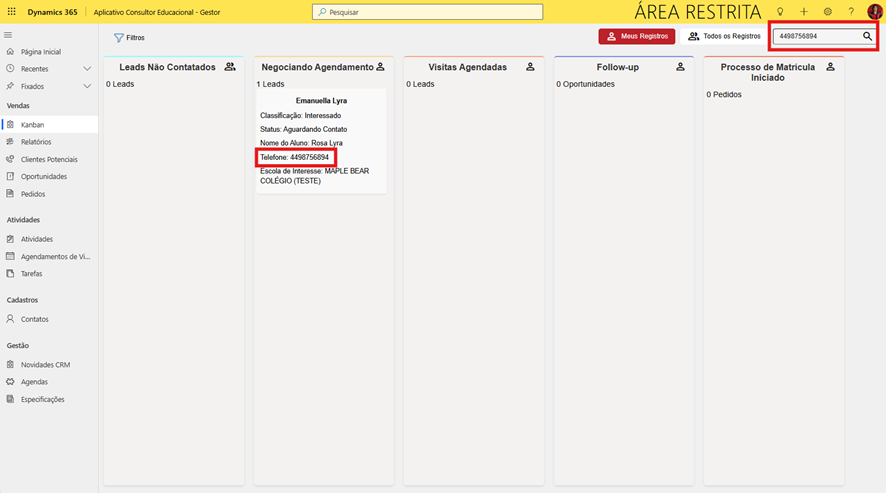 Dynamics 365
Aplicativo Consultor Educacional - Gestor
Pesquisar
ÁREA RESTRITA
Filtros
Meus Registros
Todos os Registros
4498756894
Página Inicial
Recentes
Fixados
Vendas
Kanban
Relatórios
Clientes Potenciais
Oportunidades
Pedidos
Atividades
Atividades
Agendamentos de Vi...
Tarefas
Cadastros
Contatos
Gestão
Novidades CRM
Agendas
Especificações
Leads Não Contatados
0 Leads
Negociando Agendamento
1 Leads
Emanuella Lyra
Classificação: Interessado
Status: Aguardando Contato
Nome do Aluno: Rosa Lyra
Telefone: 4498756894
Escola de Interesse: MAPLE BEAR
COLÉGIO (TESTE)
Visitas Agendadas
0 Leads
Follow-up
0 Oportunidades
Processo de Matricula
Iniciado
0 Pedidos